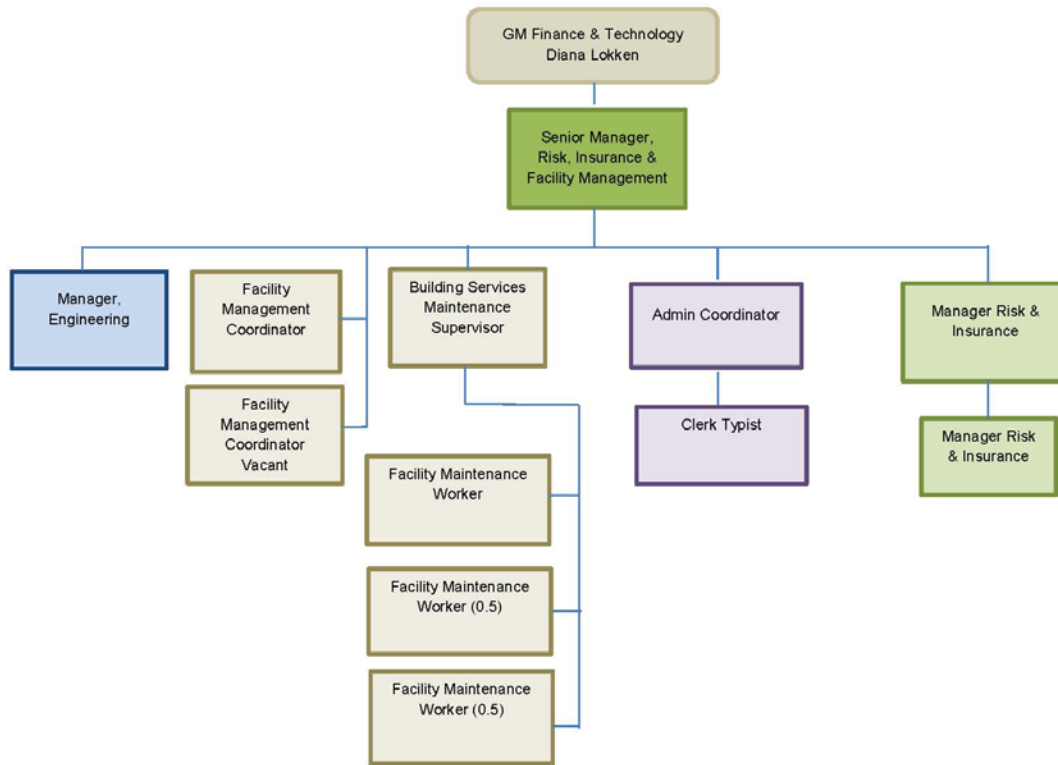 GM Finance & Technology
Diana Lokken
Senior Manager,
Risk, Insurance &
Facility Management
Manager,
Engineering
Facility
Management
Coordinator
Building Services
Maintenance
Supervisor
Admin Coordinator
Manager Risk &
Insurance
Facility
Management
Coordinator
Vacant
Clerk Typist
Manager Risk
& Insurance
Facility Maintenance
Worker
Facility Maintenance
Worker (0.5)
Facility Maintenance
Worker (0.5)